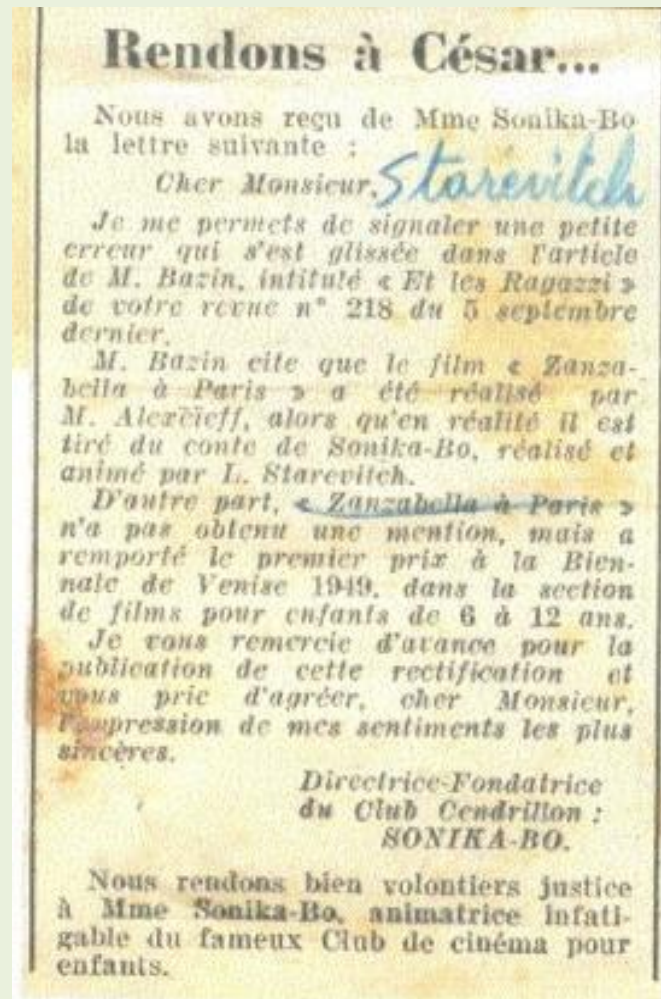 Rendons à César...
Nous avons reçu de Mme Sonika-Bo
la lettre suivante :
Cher Monsieur, Starevitch
Je me permets de signaler une petite
erreur qui s'est glissée dans l'article
de M. Bazin, intitulé « Et les Ragazzi »
de votre revue n° 218 du 5 septembre
dernier.
M. Bazin cite que le film « Zanza-
bella à Paris » a été réalisé par
M. Alexeïeff, alors qu'en réalité il est
tiré du conte de Sonika-Bo, réalisé et
animé par L. Starevitch.
D'autre part, « Zanzabella à Paris »
n'a pas obtenu une mention, mais a
remporté le premier prix à la Bien-
nale de Venise 1949, dans la section
de films pour enfants de 6 à 12 ans.
Je vous remercie d'avance pour la
publication de cette rectification et
vous prie d'agréer, cher Monsieur,
l'expression de mes sentiments les plus
sincères.
Directrice-Fondatrice
du Club Cendrillon :
SONIKA-BO.
Nous rendons bien volontiers justice
à Mme Sonika-Bo, animatrice infati-
gable du fameux Club de cinéma pour
enfants.